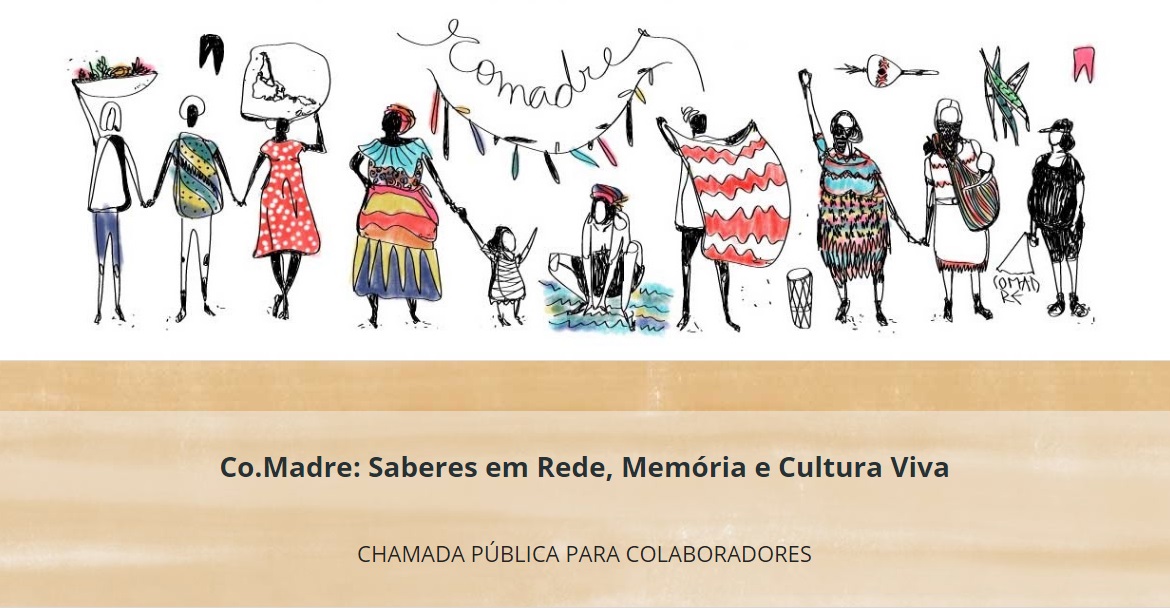 Comadre
COMAD
RE
Co.Madre: Saberes em Rede, Memória e Cultura Viva
CHAMADA PÚBLICA PARA COLABORADORES